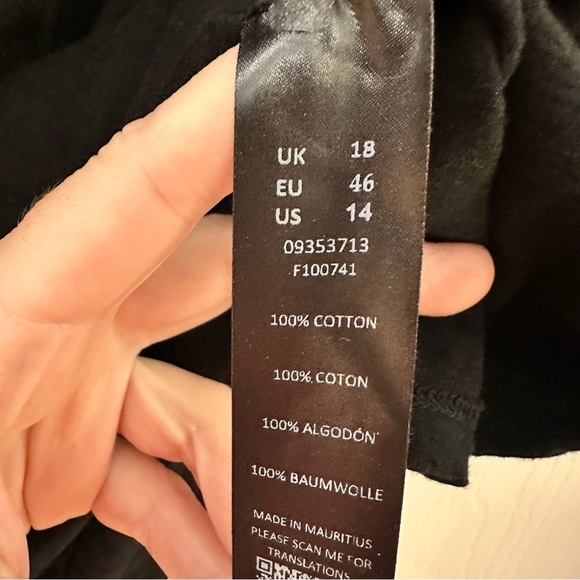 UK 18
EU 46
US 14
09353713
F100741
100% COTTON
100% COTON
100% ALGODÓN
100% BAUMWOLLE
MADE IN MAURITIUS
PLEASE SCAN ME FOR
TRANSLATIONS